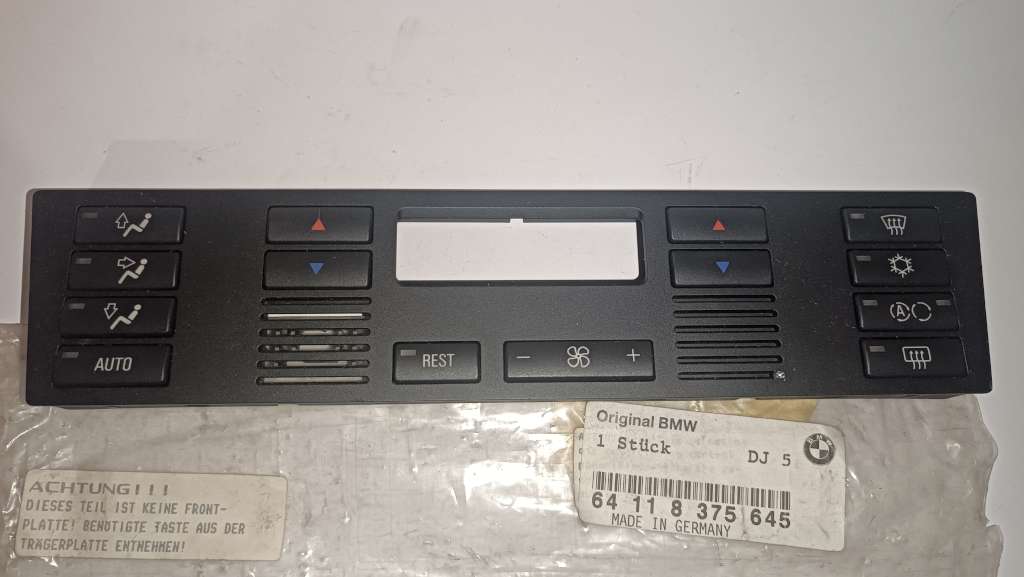 AUTO
REST
− +
A
Original BMW
1 Stück DJ 5
64 11 8 375 645
MADE IN GERMANY
ACHTUNG!!!
DIESES TEIL IST KEINE FRONT-
PLATTE! BENÖTIGTE TASTE AUS DER
TRÄGERPLATTE ENTNEHMEN!